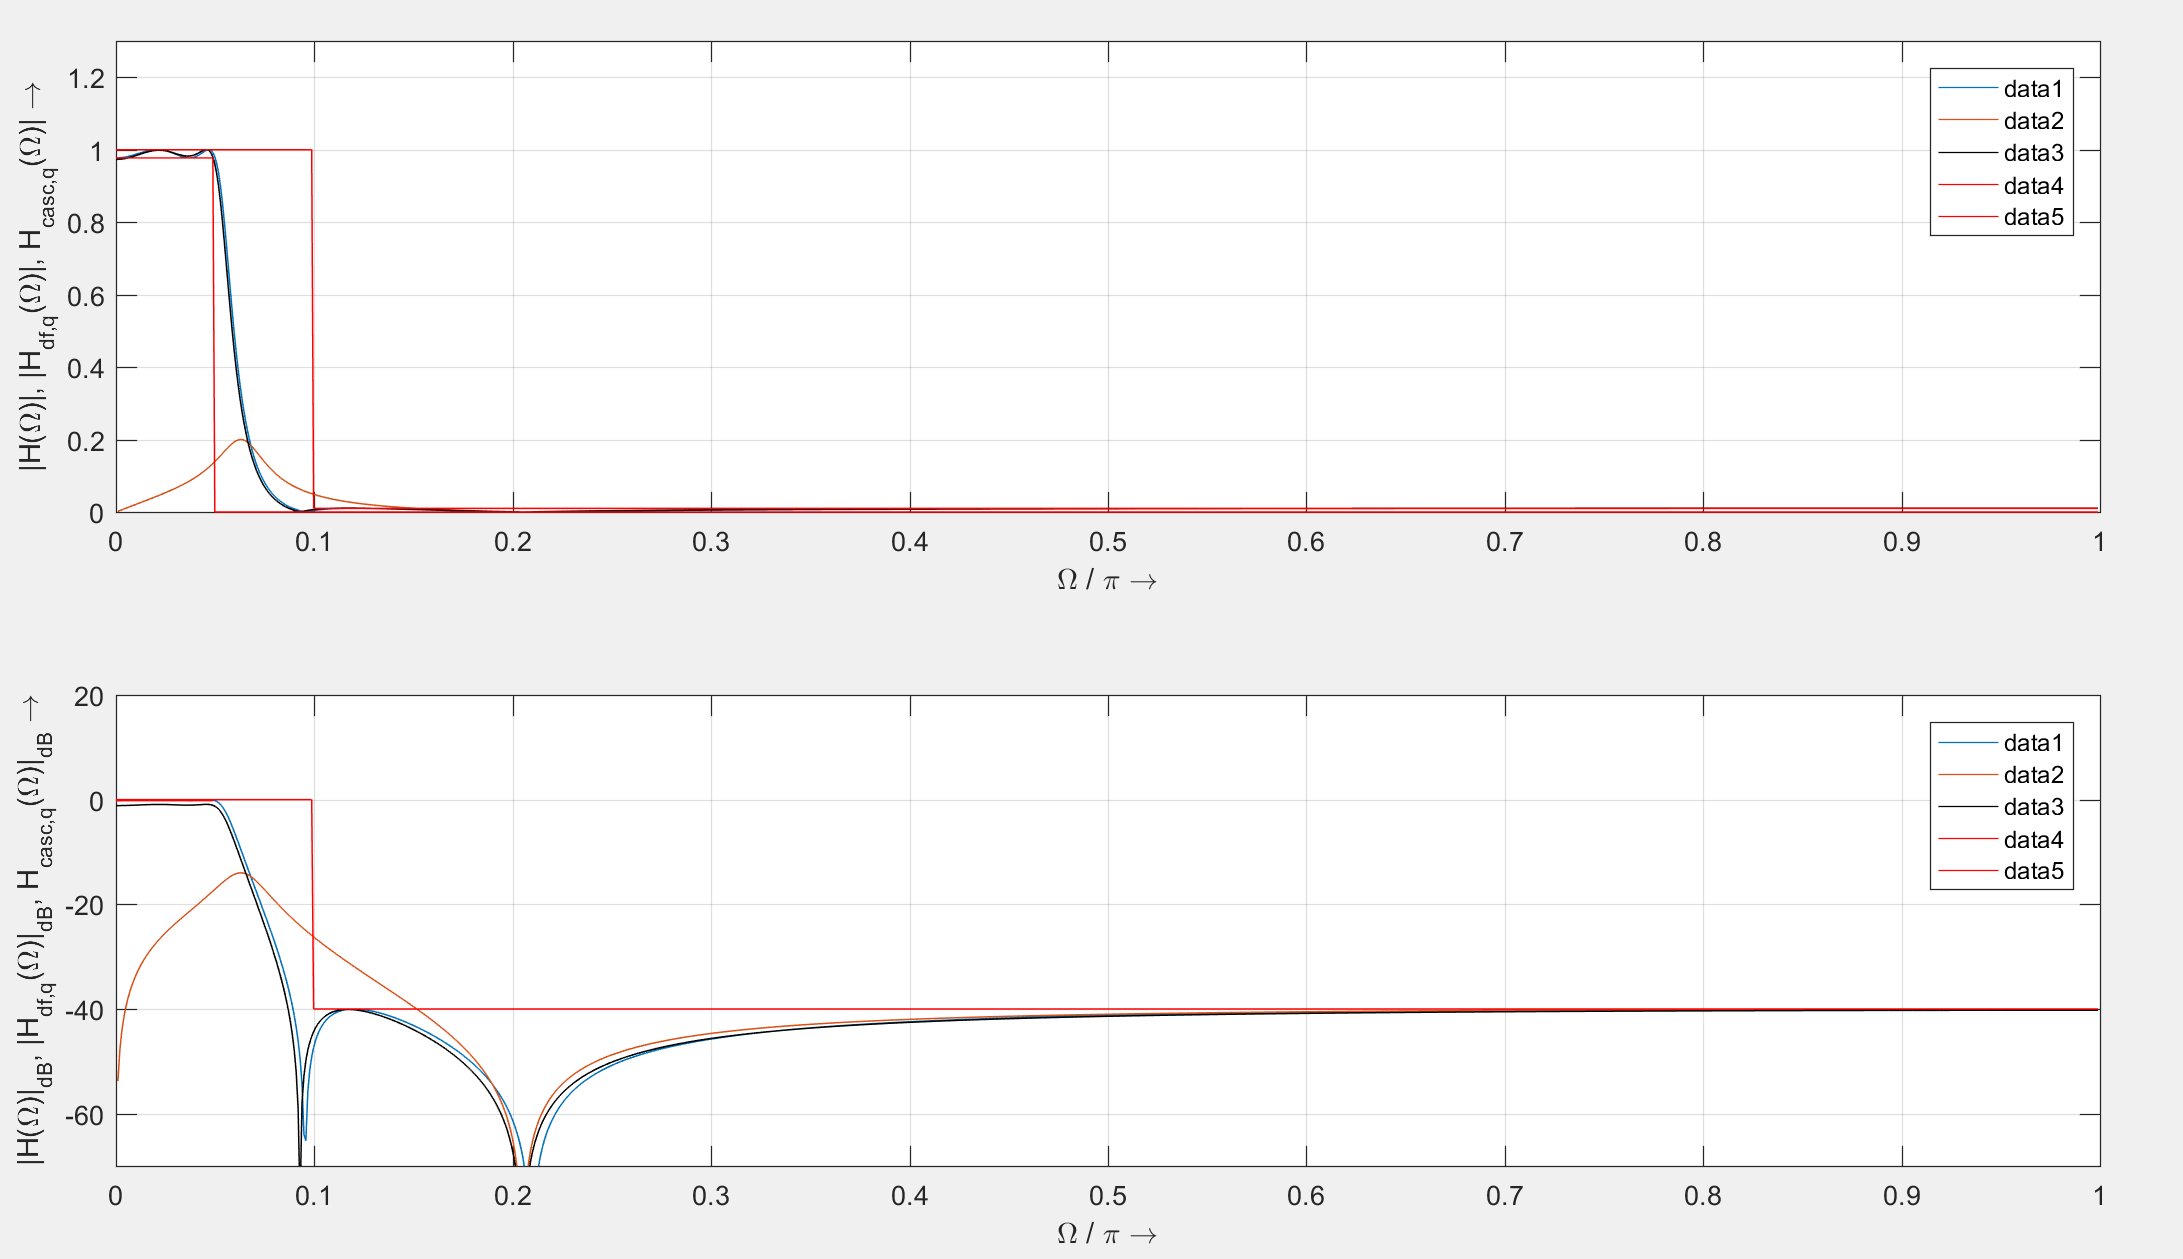 |H(Ω)|, |H_df,q(Ω)|, H_casc,q(Ω)| →
1.2
1
0.8
0.6
0.4
0.2
0
0 0.1 0.2 0.3 0.4 0.5 0.6 0.7 0.8 0.9 1
Ω / π →
data1
data2
data3
data4
data5
|H(Ω)|_dB, |H_df,q(Ω)|_dB, H_casc,q(Ω)|_dB →
20
0
-20
-40
-60
0 0.1 0.2 0.3 0.4 0.5 0.6 0.7 0.8 0.9 1
Ω / π →
data1
data2
data3
data4
data5